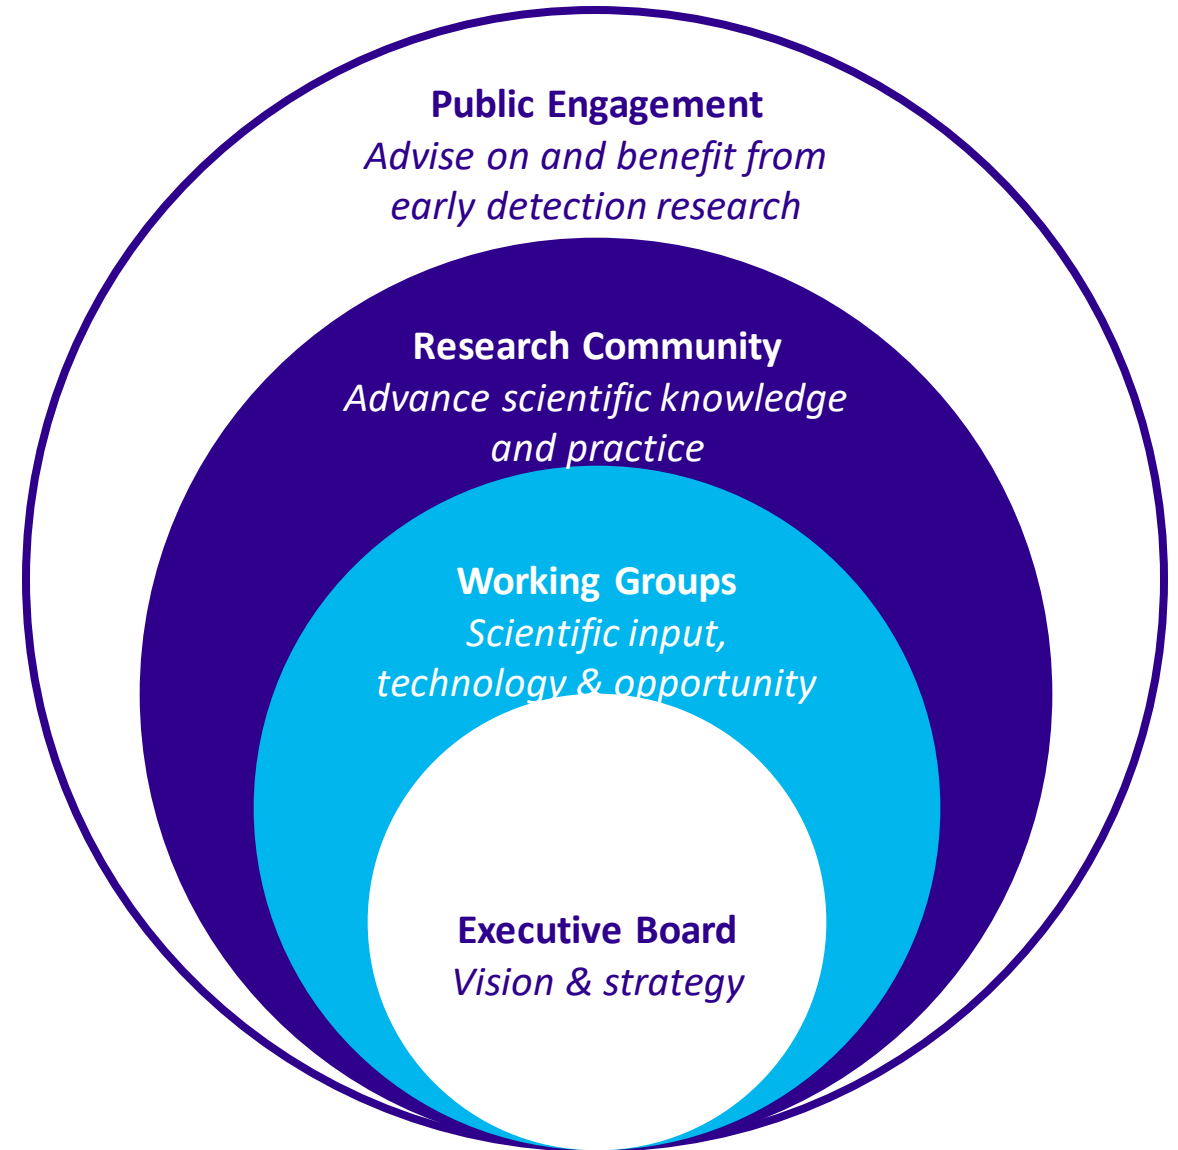 Public Engagement
Advise on and benefit from
early detection research
Research Community
Advance scientific knowledge
and practice
Working Groups
Scientific input,
technology & opportunity
Executive Board
Vision & strategy